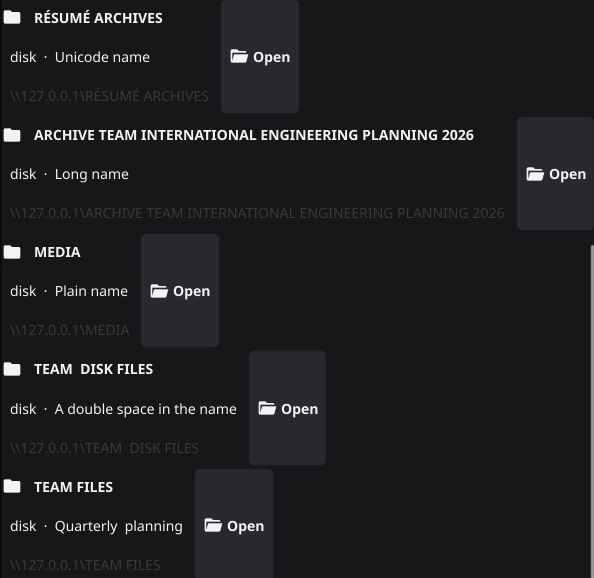 RÉSUMÉ ARCHIVES
disk · Unicode name
Open
\\127.0.0.1\RÉSUMÉ ARCHIVES
ARCHIVE TEAM INTERNATIONAL ENGINEERING PLANNING 2026
disk · Long name
Open
\\127.0.0.1\ARCHIVE TEAM INTERNATIONAL ENGINEERING PLANNING 2026
MEDIA
disk · Plain name
Open
\\127.0.0.1\MEDIA
TEAM  DISK FILES
disk · A double space in the name
Open
\\127.0.0.1\TEAM  DISK FILES
TEAM FILES
disk · Quarterly  planning
Open
\\127.0.0.1\TEAM FILES